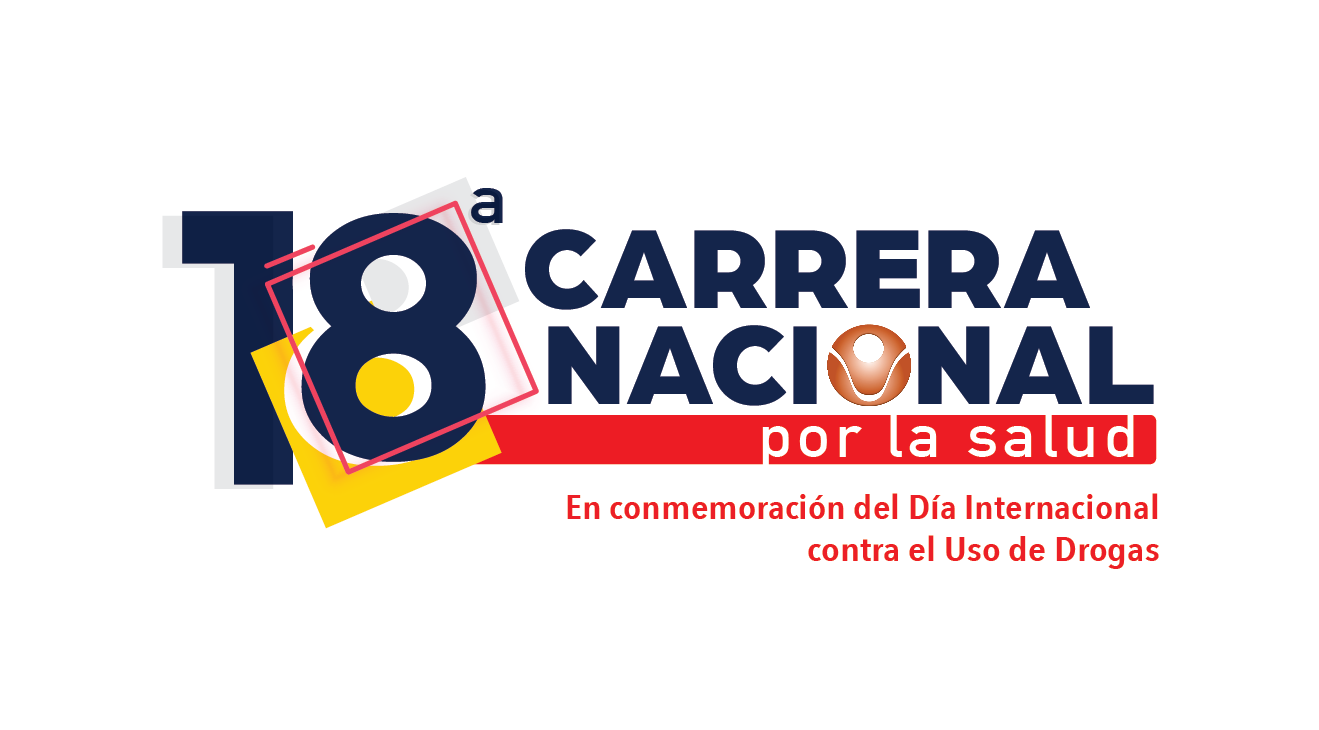 18ª CARRERA
NACIONAL
por la salud
En conmemoración del Día Internacional
contra el Uso de Drogas